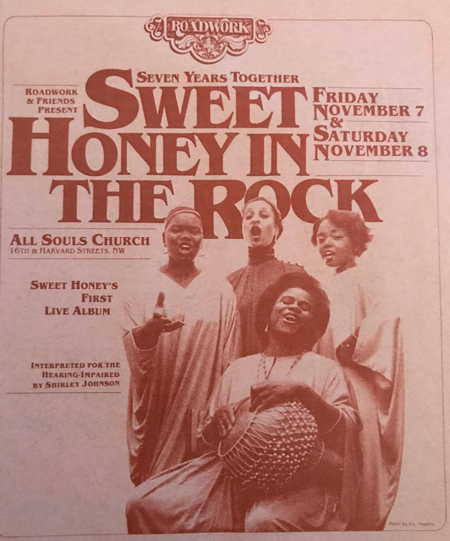 ROADWORK
SEVEN YEARS TOGETHER
ROADWORK
& FRIENDS
PRESENT
SWEET
HONEY IN
THE ROCK
FRIDAY
NOVEMBER 7
&
SATURDAY
NOVEMBER 8
ALL SOULS CHURCH
16TH & HARVARD STREETS, NW
SWEET HONEY'S
FIRST
LIVE ALBUM
INTERPRETED FOR THE
HEARING-IMPAIRED
BY SHIRLEY JOHNSON